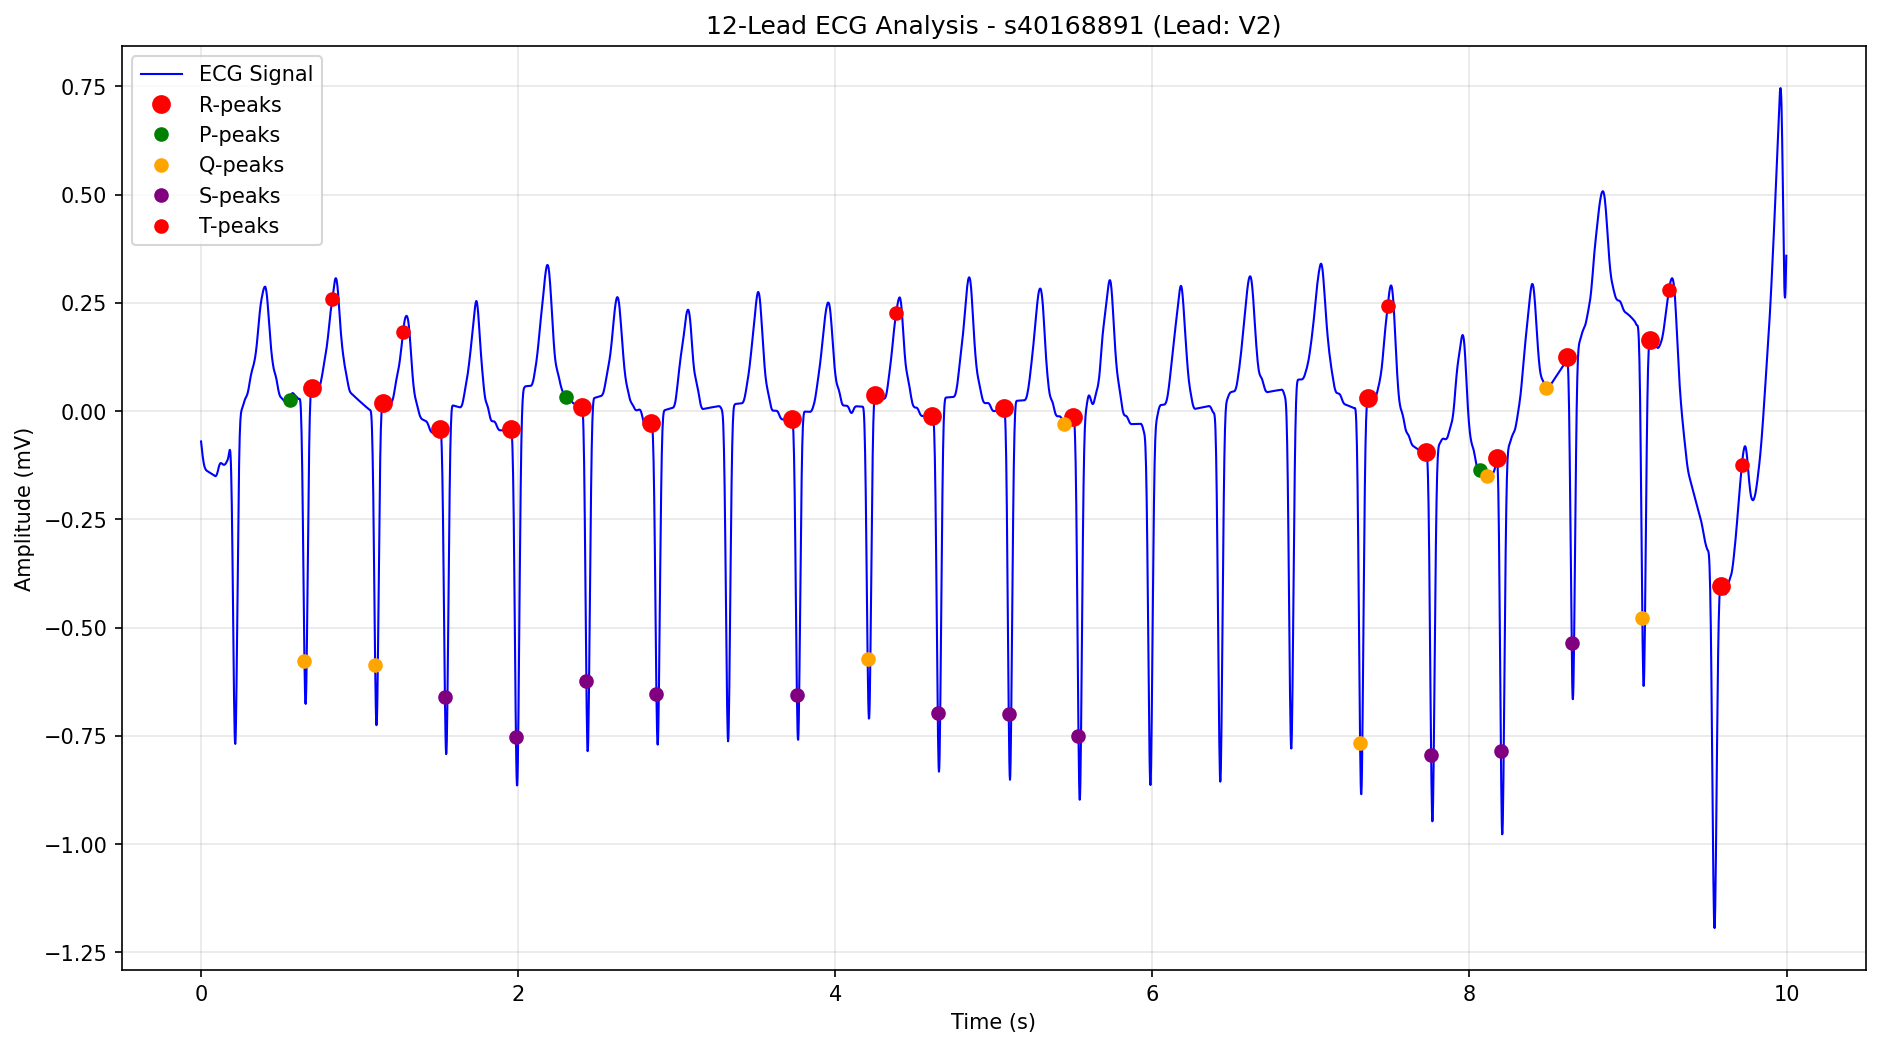 12-Lead ECG Analysis - s40168891 (Lead: V2)
ECG Signal
R-peaks
P-peaks
Q-peaks
S-peaks
T-peaks
0.75
0.50
0.25
0.00
−0.25
−0.50
−0.75
−1.00
−1.25
Amplitude (mV)
0 2 4 6 8 10
Time (s)